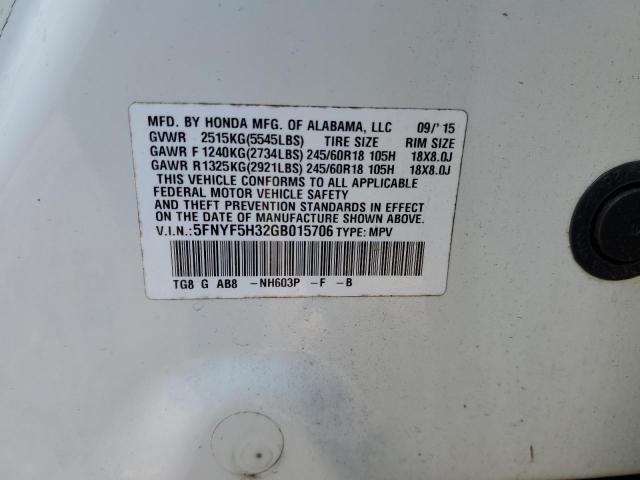 MFD. BY HONDA MFG. OF ALABAMA, LLC 09/'15
GVWR 2515KG(5545LBS) TIRE SIZE RIM SIZE
GAWR F 1240KG(2734LBS) 245/60R18 105H 18X8.0J
GAWR R1325KG(2921LBS) 245/60R18 105H 18X8.0J
THIS VEHICLE CONFORMS TO ALL APPLICABLE
FEDERAL MOTOR VEHICLE SAFETY
AND THEFT PREVENTION STANDARDS IN EFFECT
ON THE DATE OF MANUFACTURE SHOWN ABOVE.
V.I.N.:5FNYF5H32GB015706 TYPE: MPV
TG8 G AB8 -NH603P -F -B